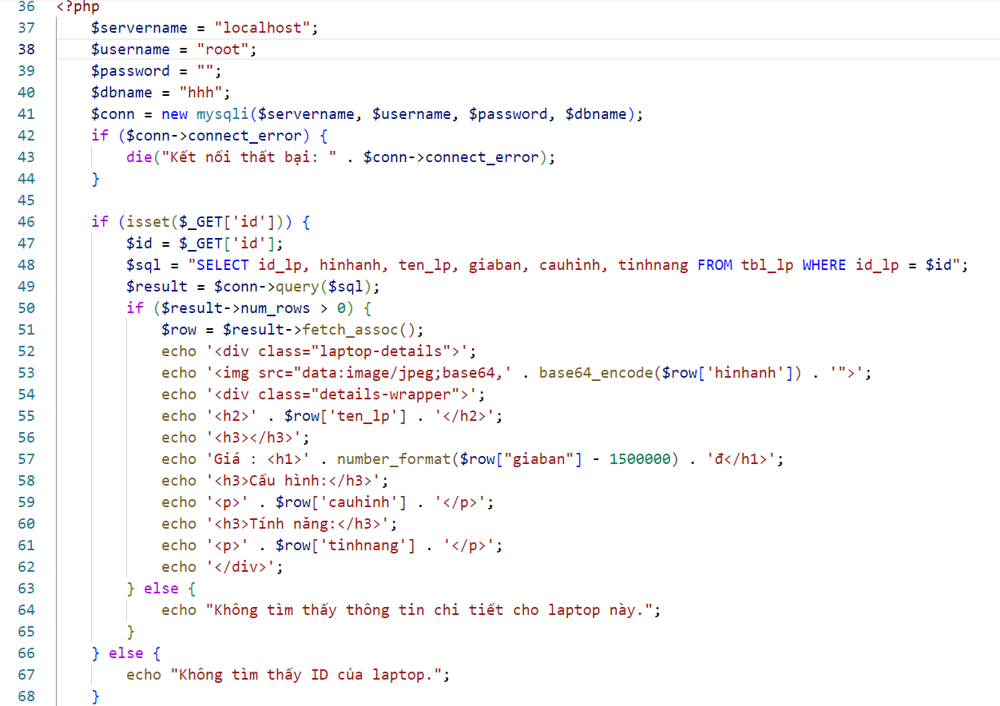 36 <?php
37     $servername = "localhost";
38     $username = "root";
39     $password = "";
40     $dbname = "hhh";
41     $conn = new mysqli($servername, $username, $password, $dbname);
42     if ($conn->connect_error) {
43         die("Kết nối thất bại: " . $conn->connect_error);
44     }
45
46     if (isset($_GET['id'])) {
47         $id = $_GET['id'];
48         $sql = "SELECT id_lp, hinhanh, ten_lp, giaban, cauhinh, tinhnang FROM tbl_lp WHERE id_lp = $id";
49         $result = $conn->query($sql);
50         if ($result->num_rows > 0) {
51             $row = $result->fetch_assoc();
52             echo '<div class="laptop-details">';
53             echo '<img src="data:image/jpeg;base64,' . base64_encode($row['hinhanh']) . '">';
54             echo '<div class="details-wrapper">';
55             echo '<h2>' . $row['ten_lp'] . '</h2>';
56             echo '<h3></h3>';
57             echo 'Giá : <h1>' . number_format($row["giaban"] - 1500000) . 'đ</h1>';
58             echo '<h3>Cấu hình:</h3>';
59             echo '<p>' . $row['cauhinh'] . '</p>';
60             echo '<h3>Tính năng:</h3>';
61             echo '<p>' . $row['tinhnang'] . '</p>';
62             echo '</div>';
63         } else {
64             echo "Không tìm thấy thông tin chi tiết cho laptop này.";
65         }
66     } else {
67         echo "Không tìm thấy ID của laptop.";
68     }